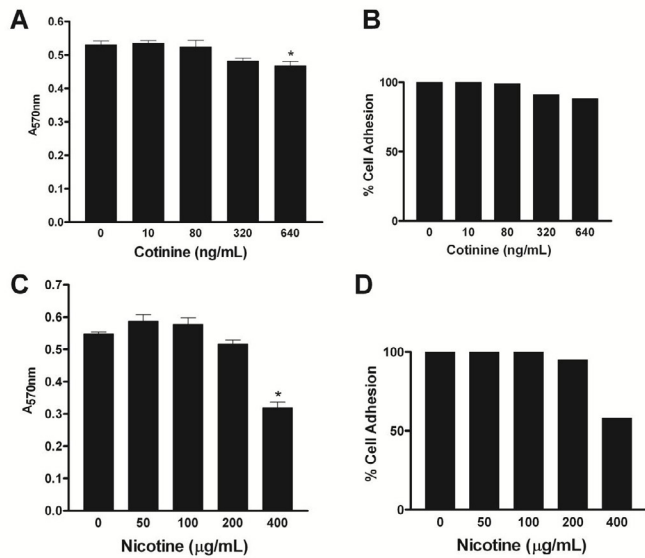 A
0.6
0.5
0.4
0.3
0.2
0.1
0.0
A570nm
*
0 10 80 320 640
Cotinine (ng/mL)
B
100
50
0
% Cell Adhesion
0 10 80 320 640
Cotinine (ng/mL)
C
0.7
0.6
0.5
0.4
0.3
0.2
0.1
0.0
A570nm
*
0 50 100 200 400
Nicotine (μg/mL)
D
100
50
0
% Cell Adhesion
0 50 100 200 400
Nicotine (μg/mL)